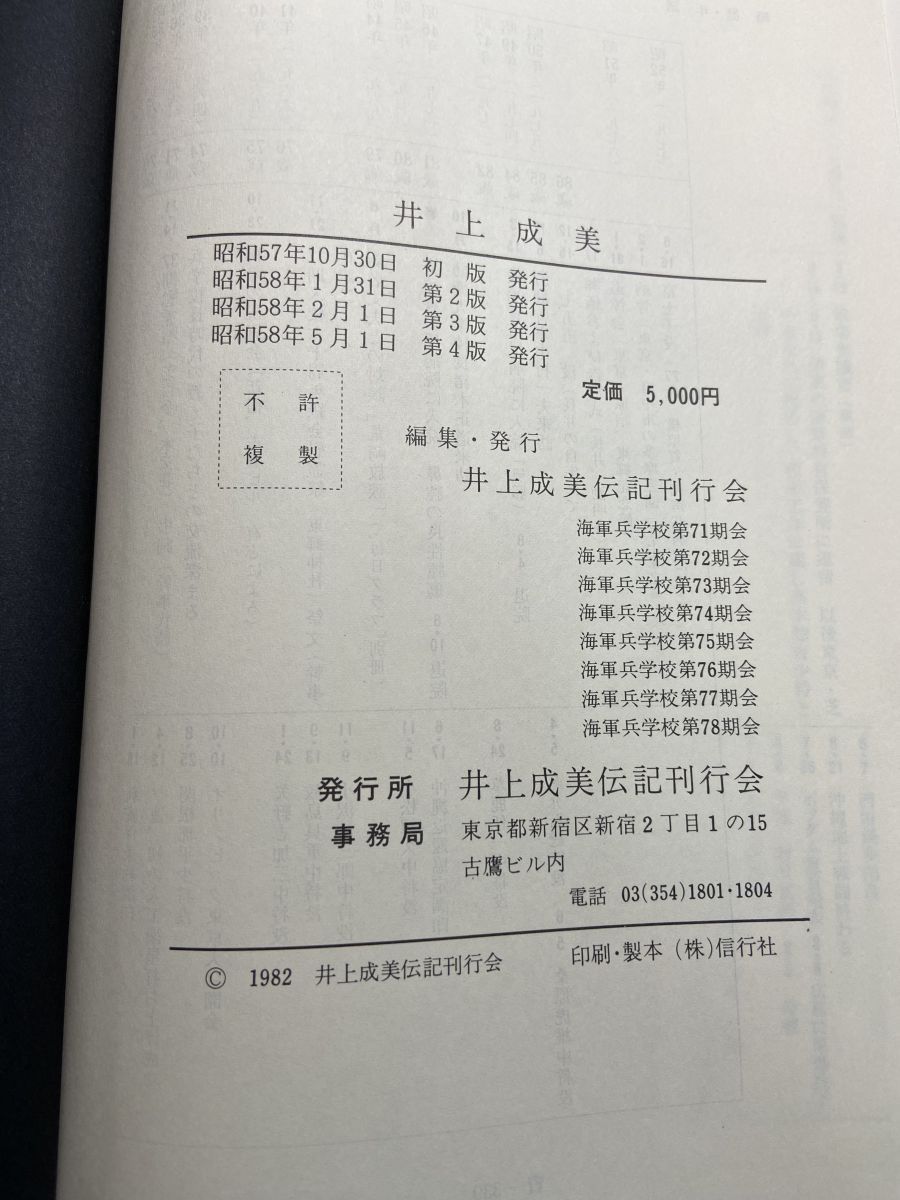 井上成美
昭和57年10月30日 初版 発行
昭和58年1月31日 第2版 発行
昭和58年2月1日 第3版 発行
昭和58年5月1日 第4版 発行
不許
複製
定価 5,000円
編集・発行
井上成美伝記刊行会
海軍兵学校第71期会
海軍兵学校第72期会
海軍兵学校第73期会
海軍兵学校第74期会
海軍兵学校第75期会
海軍兵学校第76期会
海軍兵学校第77期会
海軍兵学校第78期会
発行所 井上成美伝記刊行会
事務局 東京都新宿区新宿2丁目1の15
古鷹ビル内
電話 03(354)1801・1804
© 1982 井上成美伝記刊行会 印刷・製本(株)信行社